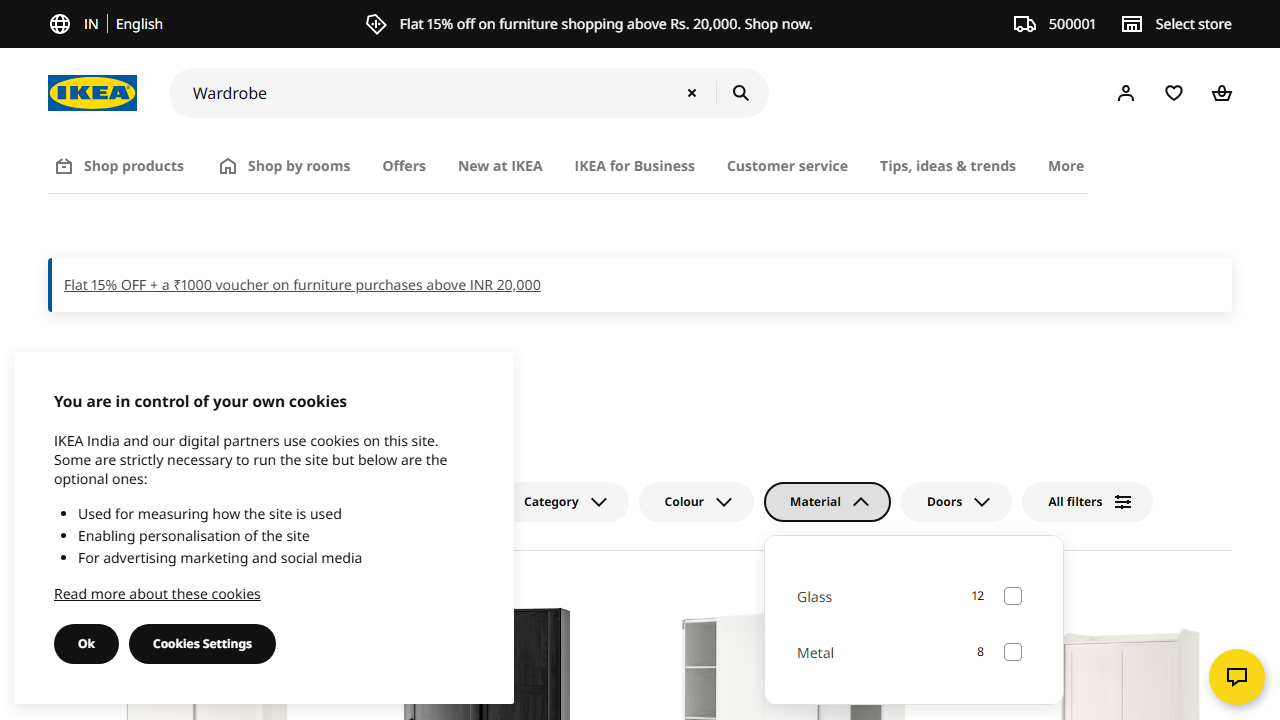 IN English
Flat 15% off on furniture shopping above Rs. 20,000. Shop now.
500001
Select store
IKEA
Wardrobe
Shop products
Shop by rooms
Offers
New at IKEA
IKEA for Business
Customer service
Tips, ideas & trends
More
Flat 15% OFF + a ₹1000 voucher on furniture purchases above INR 20,000
You are in control of your own cookies
IKEA India and our digital partners use cookies on this site.
Some are strictly necessary to run the site but below are the
optional ones:
Used for measuring how the site is used
Enabling personalisation of the site
For advertising marketing and social media
Read more about these cookies
Ok
Cookies Settings
Category
Colour
Material
Doors
All filters
Glass 12
Metal 8